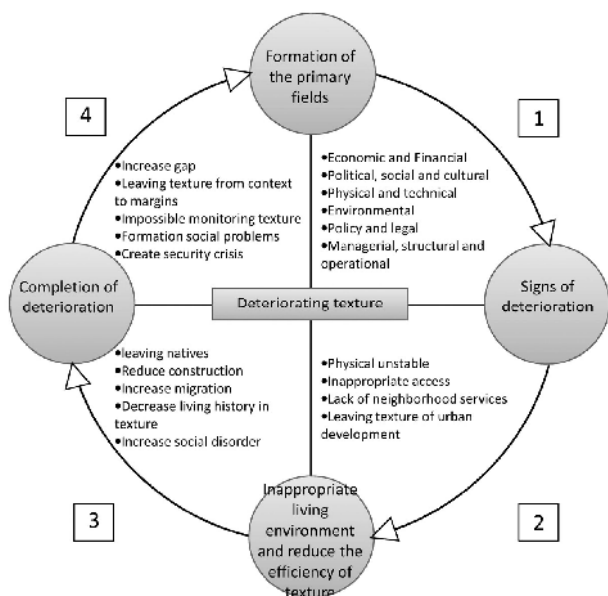 Formation of
the primary
fields
4
1
•Increase gap
•Leaving texture from context
to margins
•Impossible monitoring texture
•Formation social problems
•Create security crisis
•Economic and Financial
•Political, social and cultural
•Physical and technical
•Environmental
•Policy and legal
•Managerial, structural and
operational
Completion of
deterioration
Deteriorating texture
Signs of
deterioration
•leaving natives
•Reduce construction
•Increase migration
•Decrease living history in
texture
•Increase social disorder
•Physical unstable
•Inappropriate access
•Lack of neighborhood services
•Leaving texture of urban
development
3
2
Inappropriate
living
environment
and reduce the
efficiency of
texture